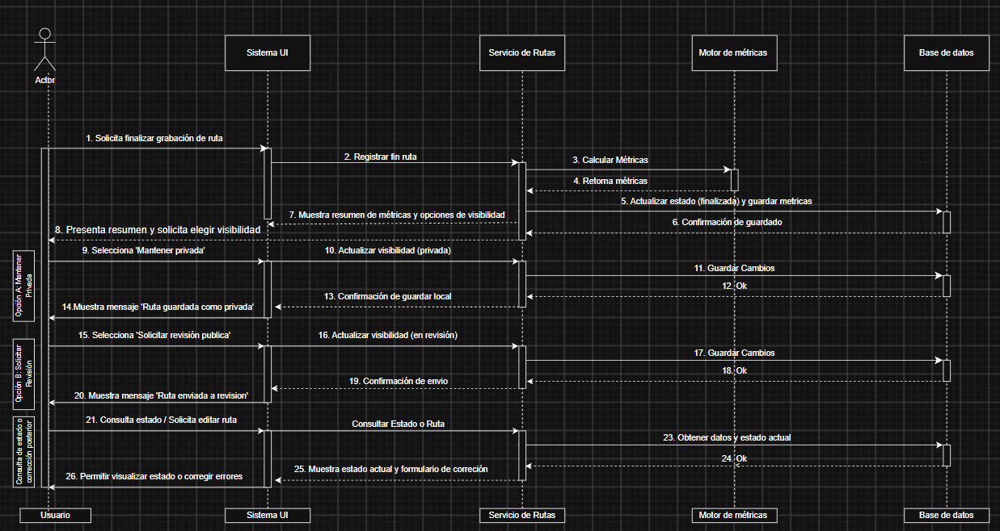 Sistema UI
Servicio de Rutas
Motor de métricas
Base de datos
Actor
1. Solicita finalizar grabación de ruta
2. Registrar fin ruta
3. Calcular Métricas
4. Retorna métricas
5. Actualizar estado (finalizada) y guardar metricas
7. Muestra resumen de métricas y opciones de visibilidad
6. Confirmación de guardado
8. Presenta resumen y solicita elegir visibilidad
Opción A: Mantener
Privada
9. Selecciona 'Mantener privada'
10. Actualizar visibilidad (privada)
11. Guardar Cambios
12. Ok
13. Confirmación de guardar local
14.Muestra mensaje 'Ruta guardada como privada'
Opción B: Solicitar
Revisión
15. Selecciona 'Solicitar revisión publica'
16. Actualizar visibilidad (en revisión)
17. Guardar Cambios
18. Ok
19. Confirmación de envio
20. Muestra mensaje 'Ruta enviada a revision'
Consulta de estado o
corrección posterior
21. Consulta estado / Solicita editar ruta
Consultar Estado o Ruta
23. Obtener datos y estado actual
24. Ok
25. Muestra estado actual y formulario de correción
26. Permitir visualizar estado o corregir errores
Usuario
Sistema UI
Servicio de Rutas
Motor de métricas
Base de datos